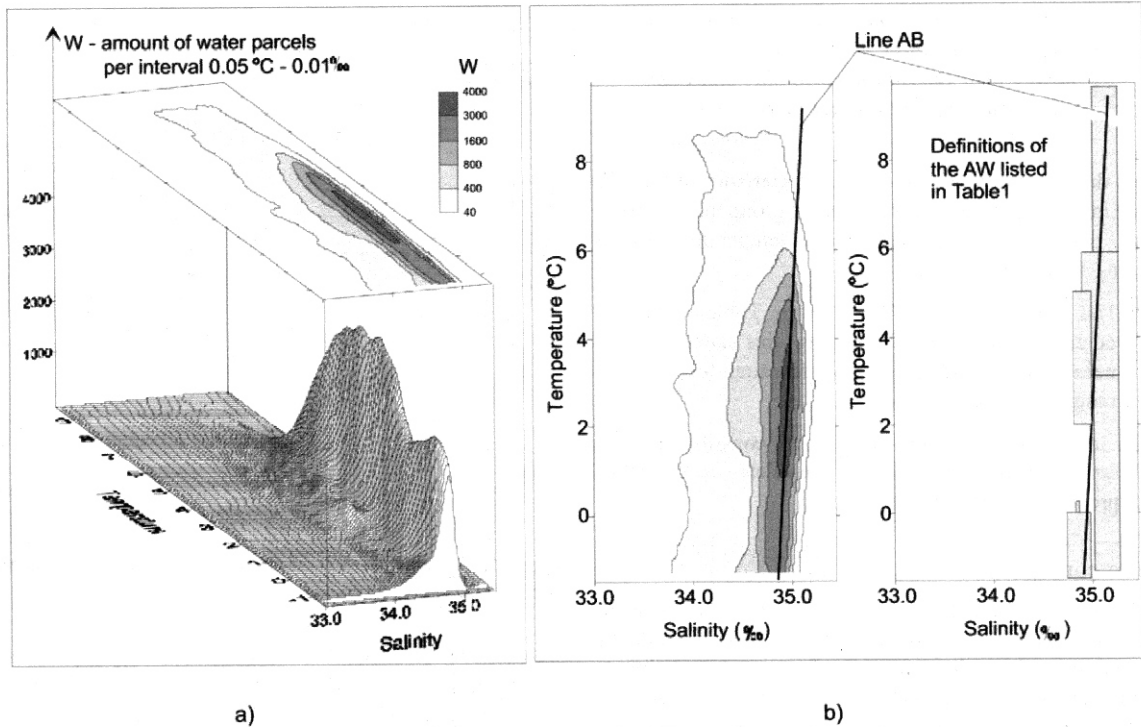 W - amount of water parcels
per interval 0.05 °C - 0.01‰
W
4000
3000
1600
800
400
40
4000
3000
2000
1000
33.0
34.0
35.0
Salinity
a)
Line AB
Temperature (°C)
8
6
4
2
0
33.0
34.0
35.0
Salinity (‰)
Definitions of
the AW listed
in Table1
Temperature (°C)
8
6
4
2
0
33.0
34.0
35.0
Salinity (‰)
b)